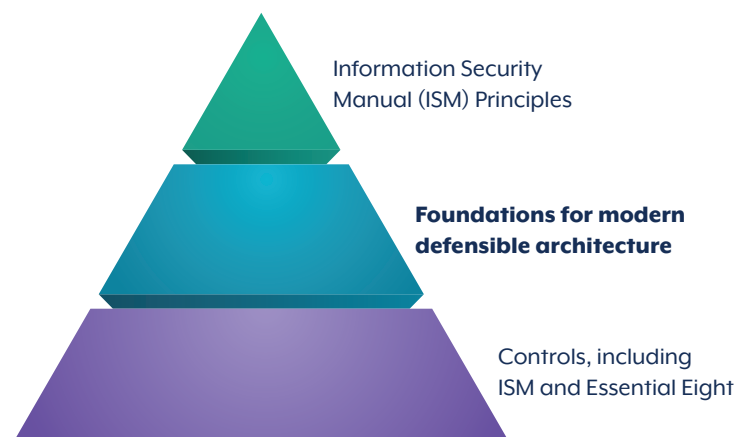 Information Security
Manual (ISM) Principles
Foundations for modern
defensible architecture
Controls, including
ISM and Essential Eight